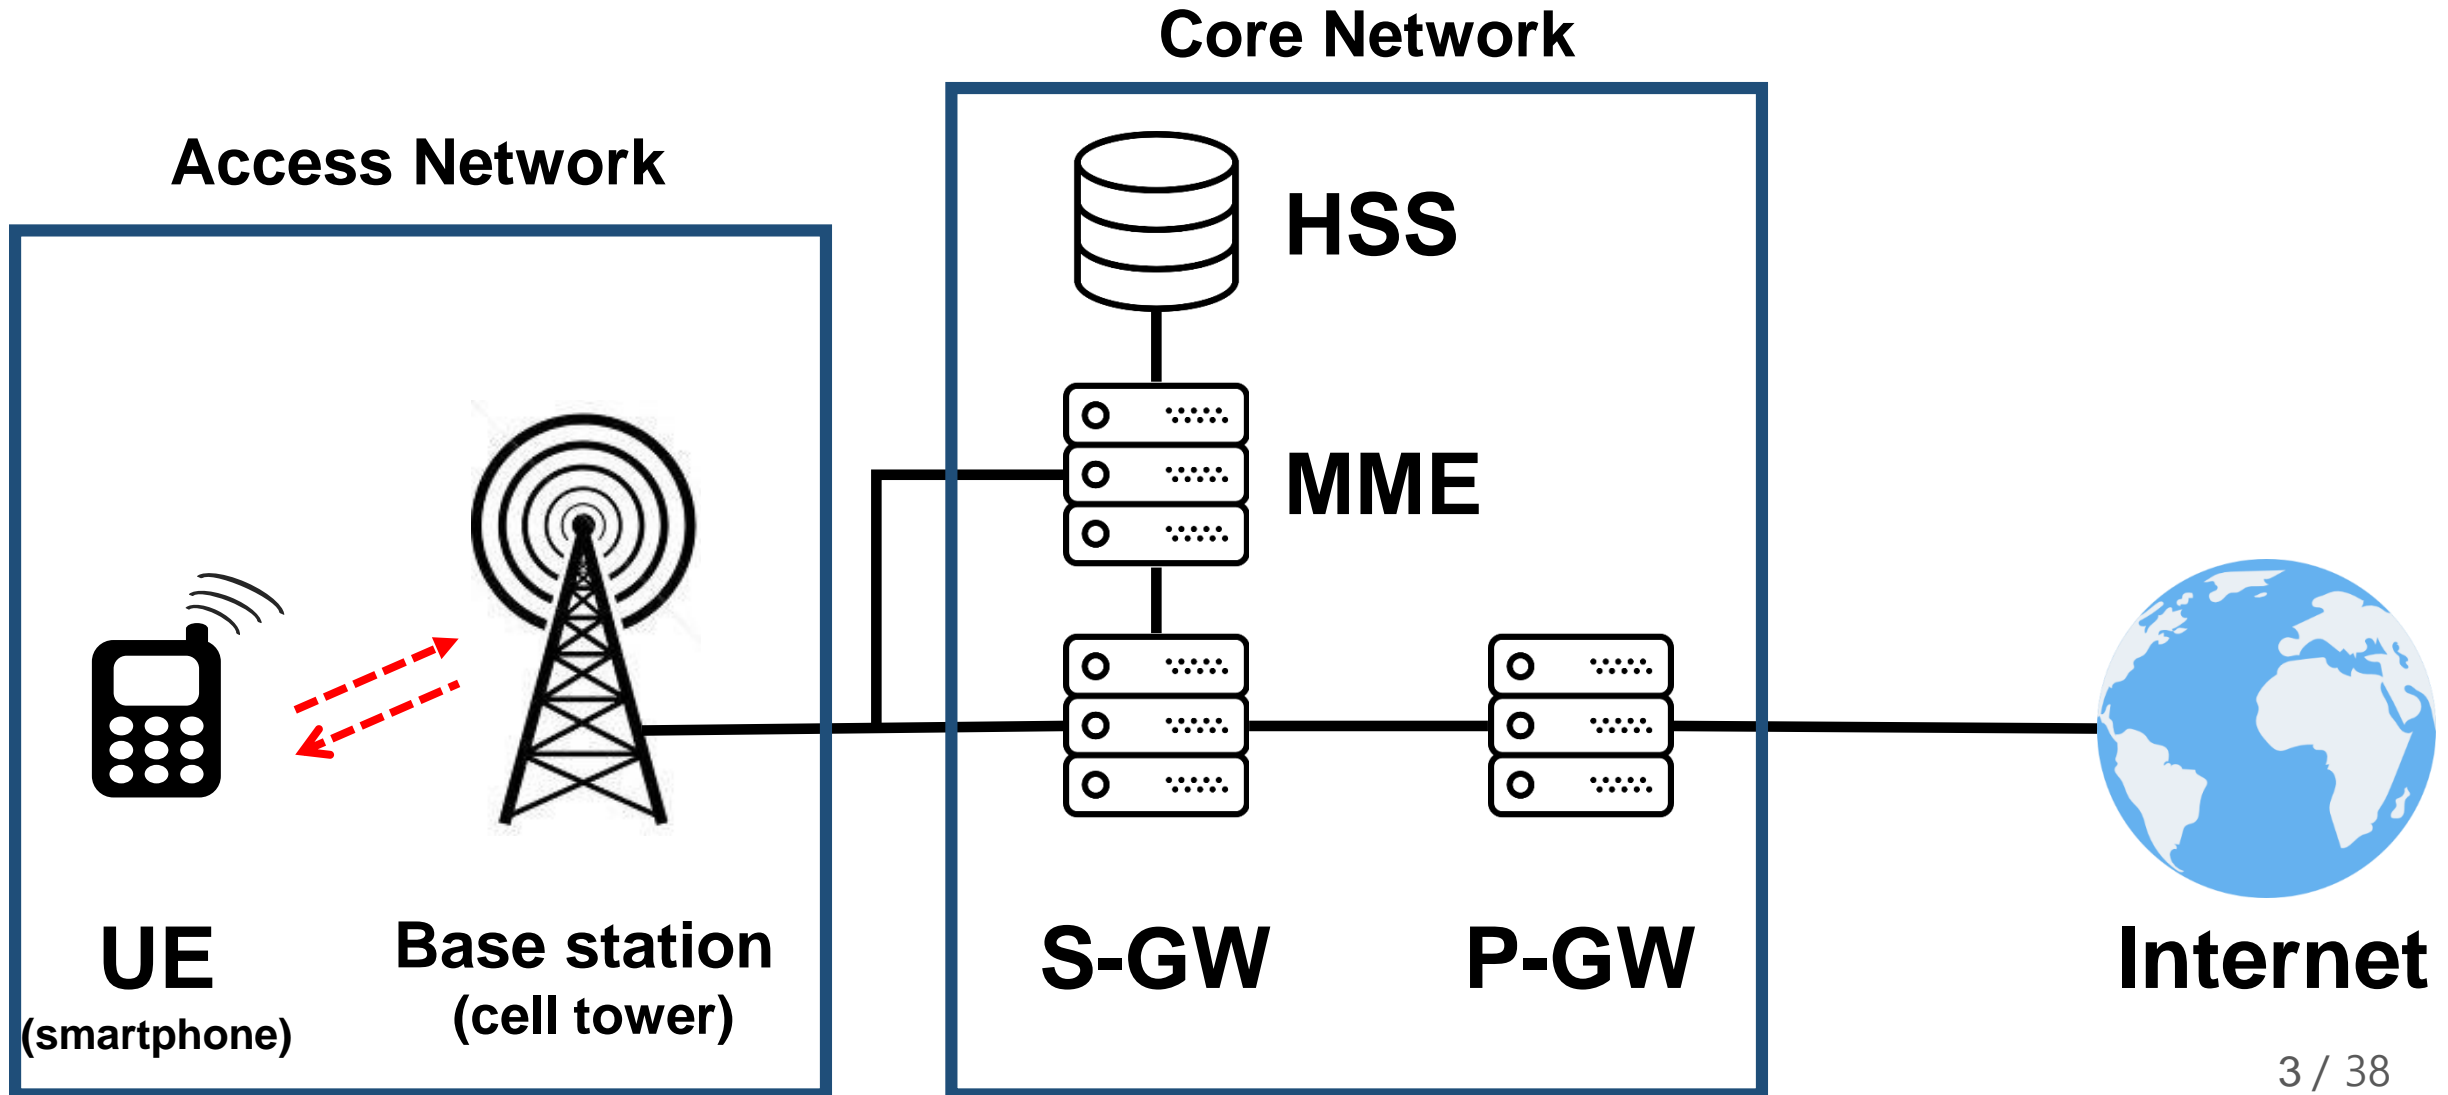 Core Network
Access Network
HSS
MME
UE
(smartphone)
Base station
(cell tower)
S-GW
P-GW
Internet
3 / 38